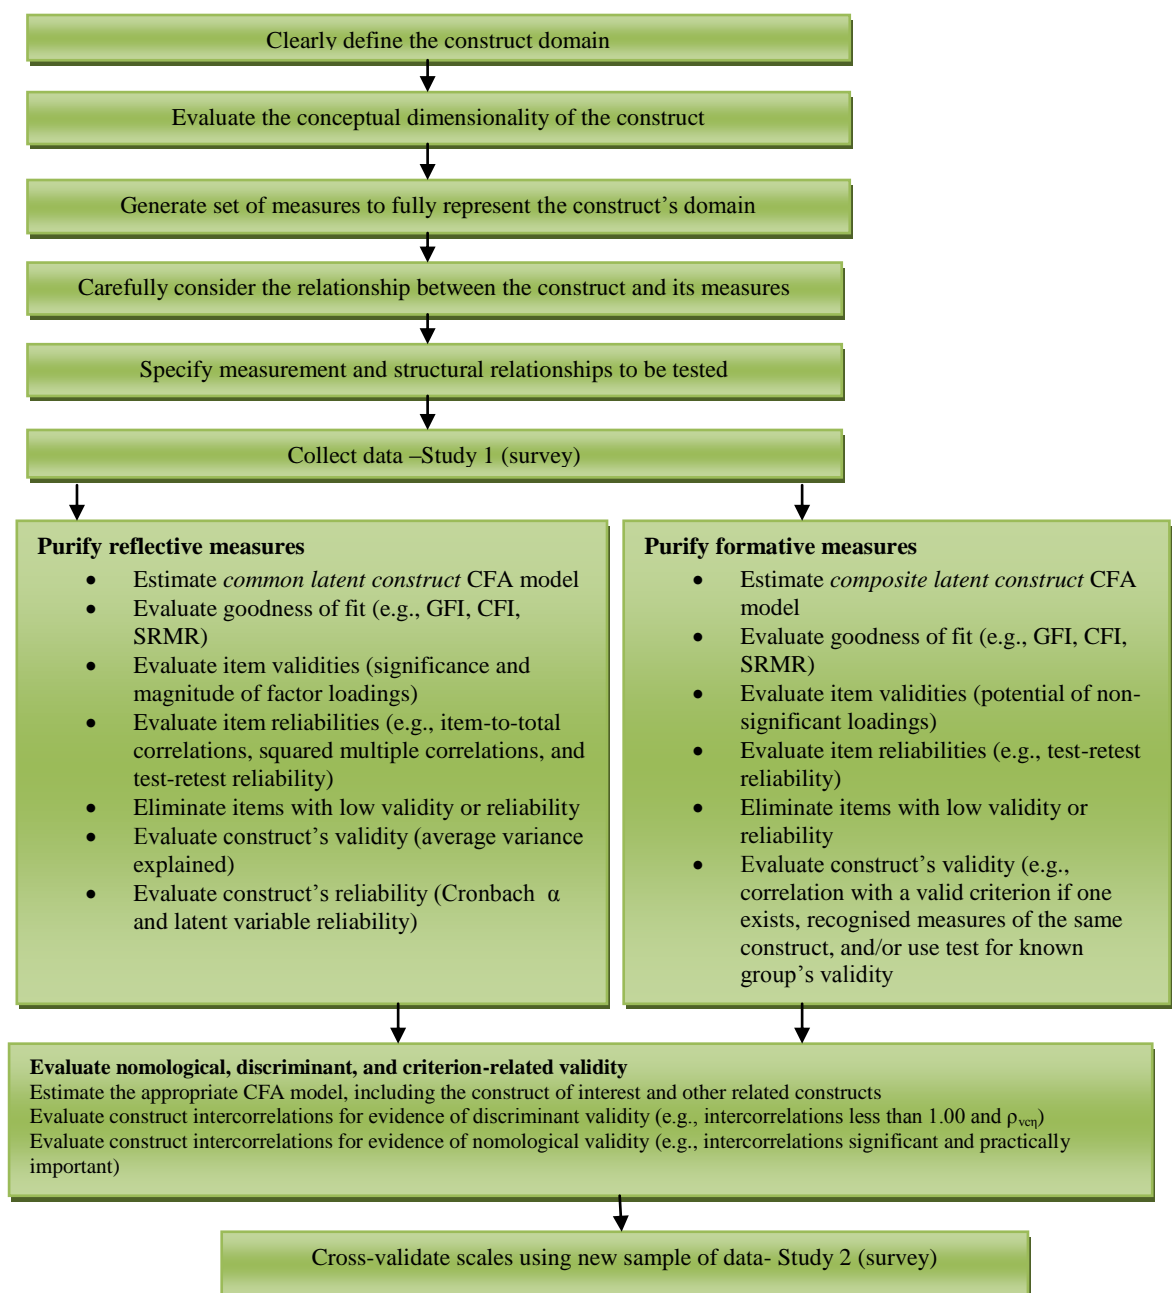 Clearly define the construct domain
Evaluate the conceptual dimensionality of the construct
Generate set of measures to fully represent the construct's domain
Carefully consider the relationship between the construct and its measures
Specify measurement and structural relationships to be tested
Collect data –Study 1 (survey)
Purify reflective measures
• Estimate common latent construct CFA model
• Evaluate goodness of fit (e.g., GFI, CFI,
SRMR)
• Evaluate item validities (significance and
magnitude of factor loadings)
• Evaluate item reliabilities (e.g., item-to-total
correlations, squared multiple correlations, and
test-retest reliability)
• Eliminate items with low validity or reliability
• Evaluate construct's validity (average variance
explained)
• Evaluate construct's reliability (Cronbach α
and latent variable reliability)
Purify formative measures
• Estimate composite latent construct CFA
model
• Evaluate goodness of fit (e.g., GFI, CFI,
SRMR)
• Evaluate item validities (potential of non-
significant loadings)
• Evaluate item reliabilities (e.g., test-retest
reliability)
• Eliminate items with low validity or
reliability
• Evaluate construct's validity (e.g.,
correlation with a valid criterion if one
exists, recognised measures of the same
construct, and/or use test for known
group's validity
Evaluate nomological, discriminant, and criterion-related validity
Estimate the appropriate CFA model, including the construct of interest and other related constructs
Evaluate construct intercorrelations for evidence of discriminant validity (e.g., intercorrelations less than 1.00 and ρvcη)
Evaluate construct intercorrelations for evidence of nomological validity (e.g., intercorrelations significant and practically
important)
Cross-validate scales using new sample of data- Study 2 (survey)